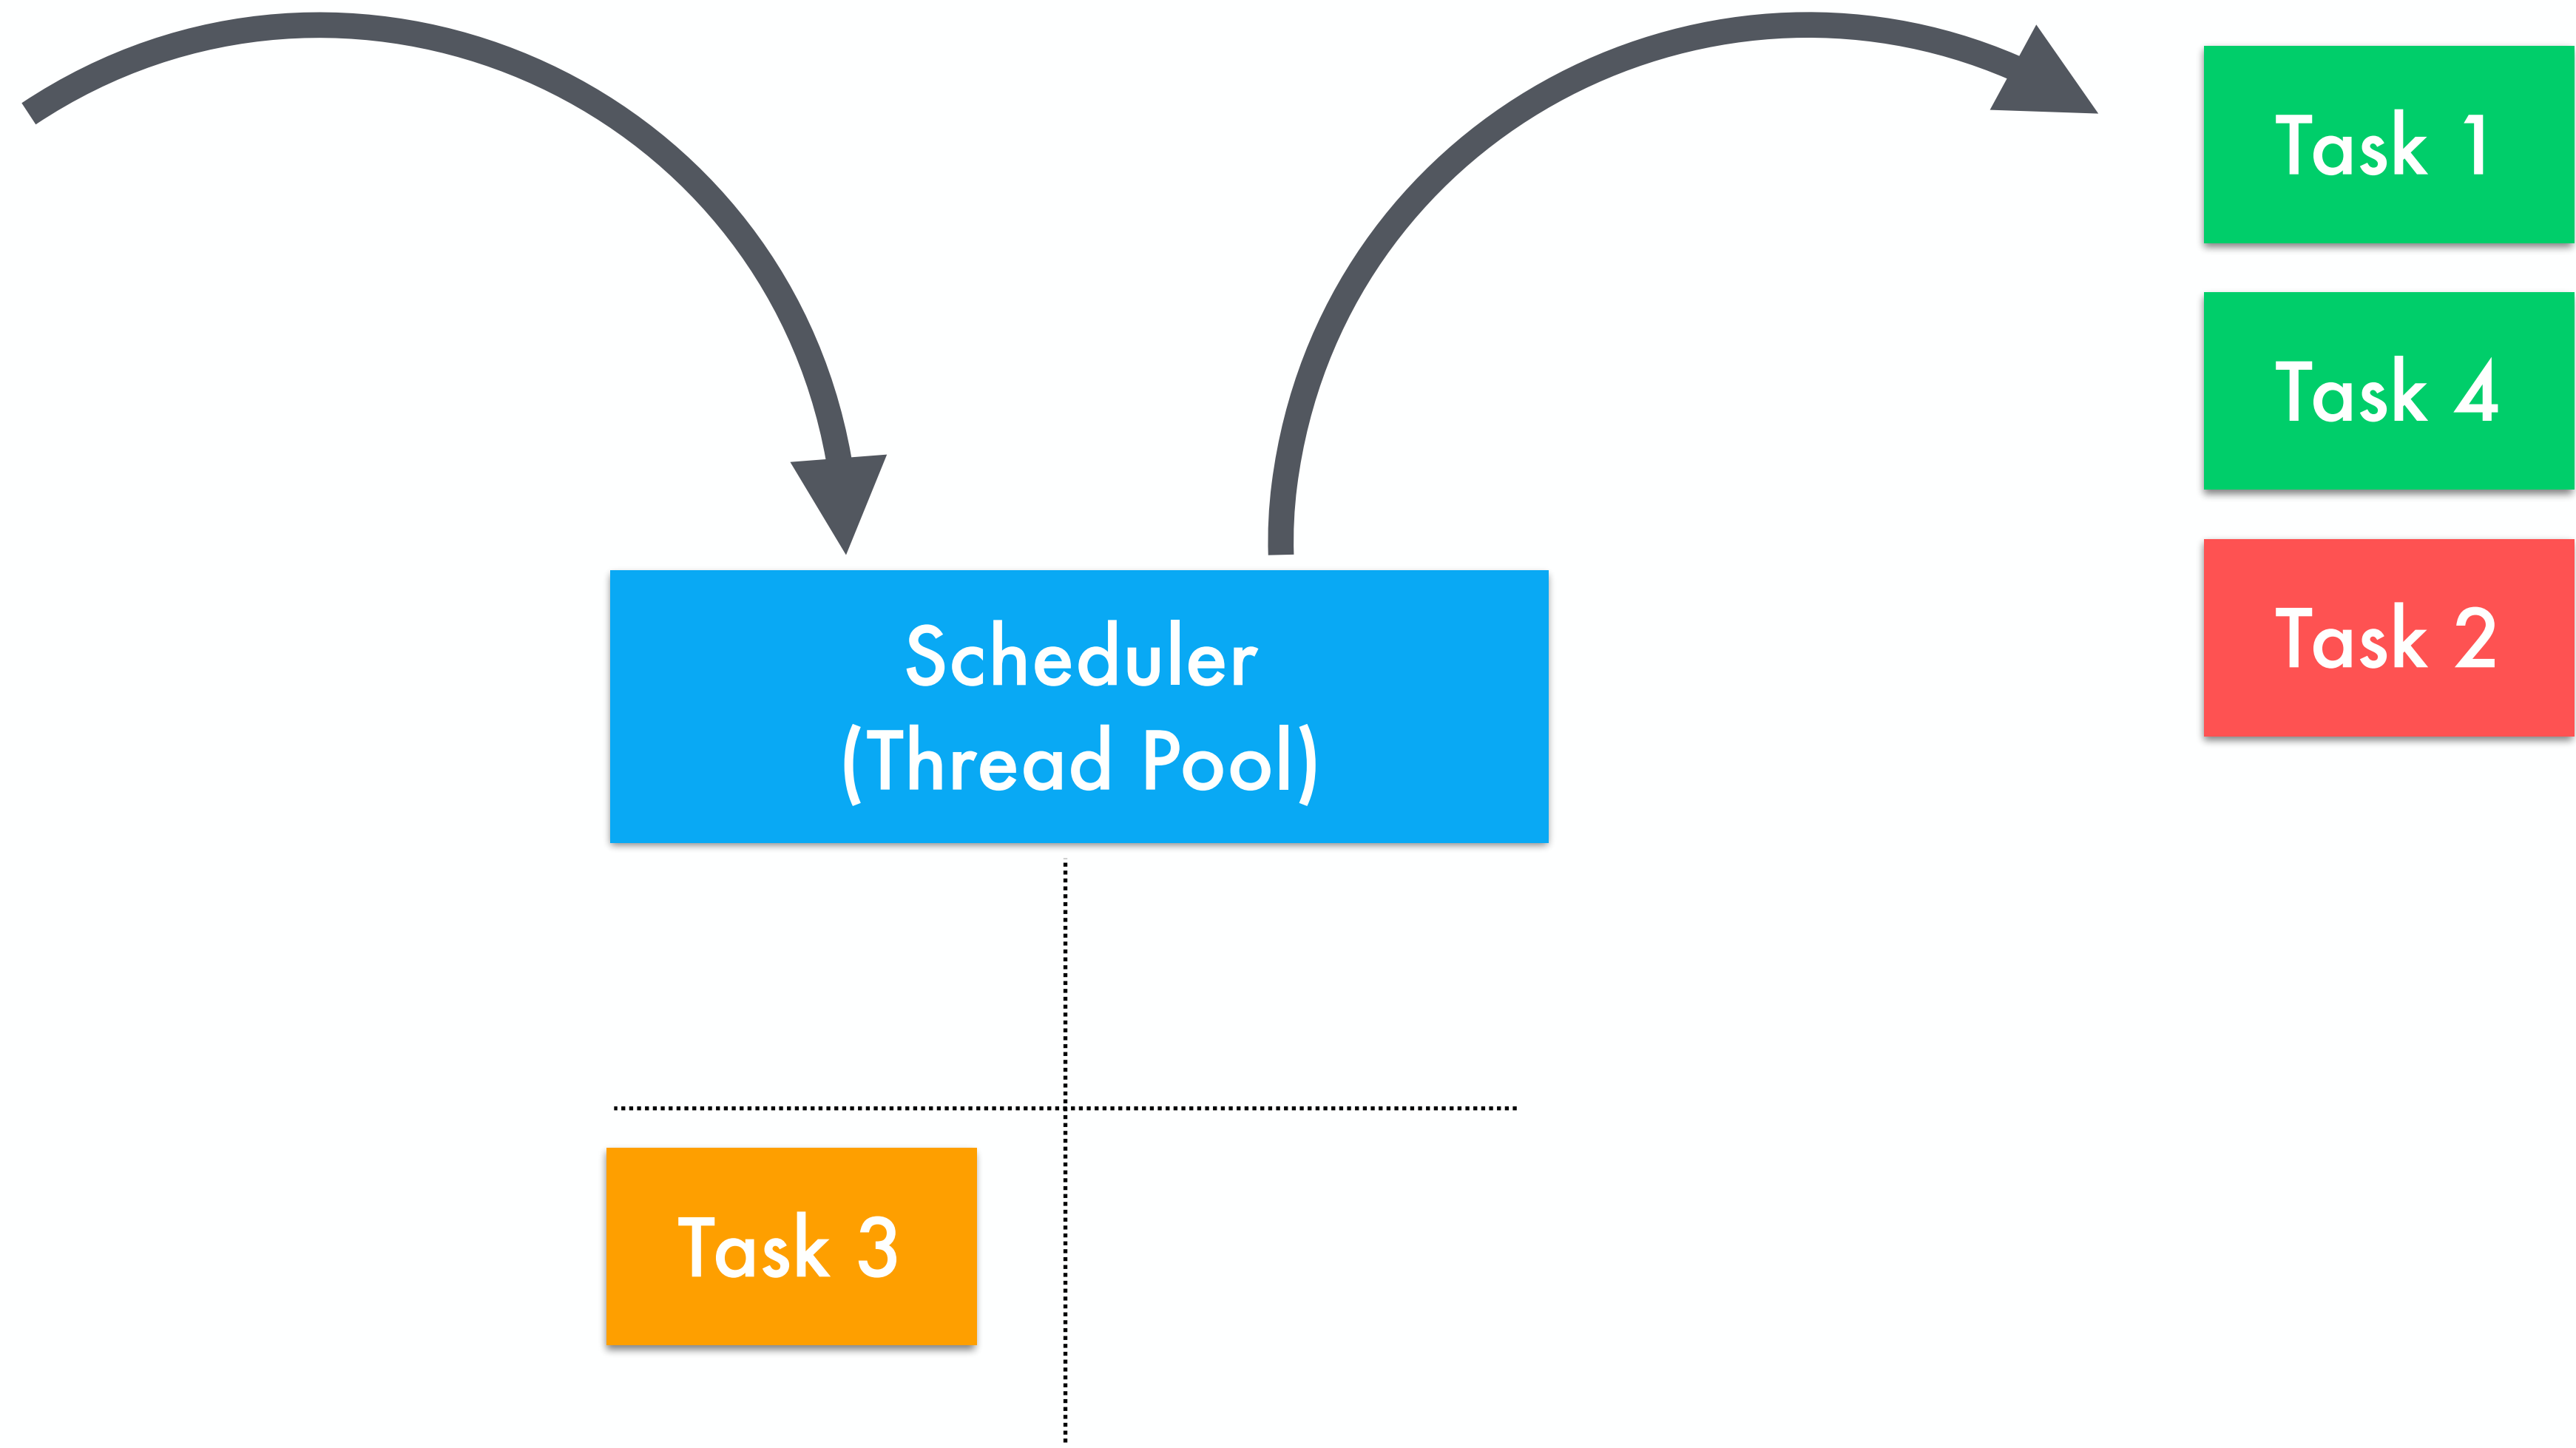 Task 1
Task 4
Task 2
Scheduler
(Thread Pool)
Task 3